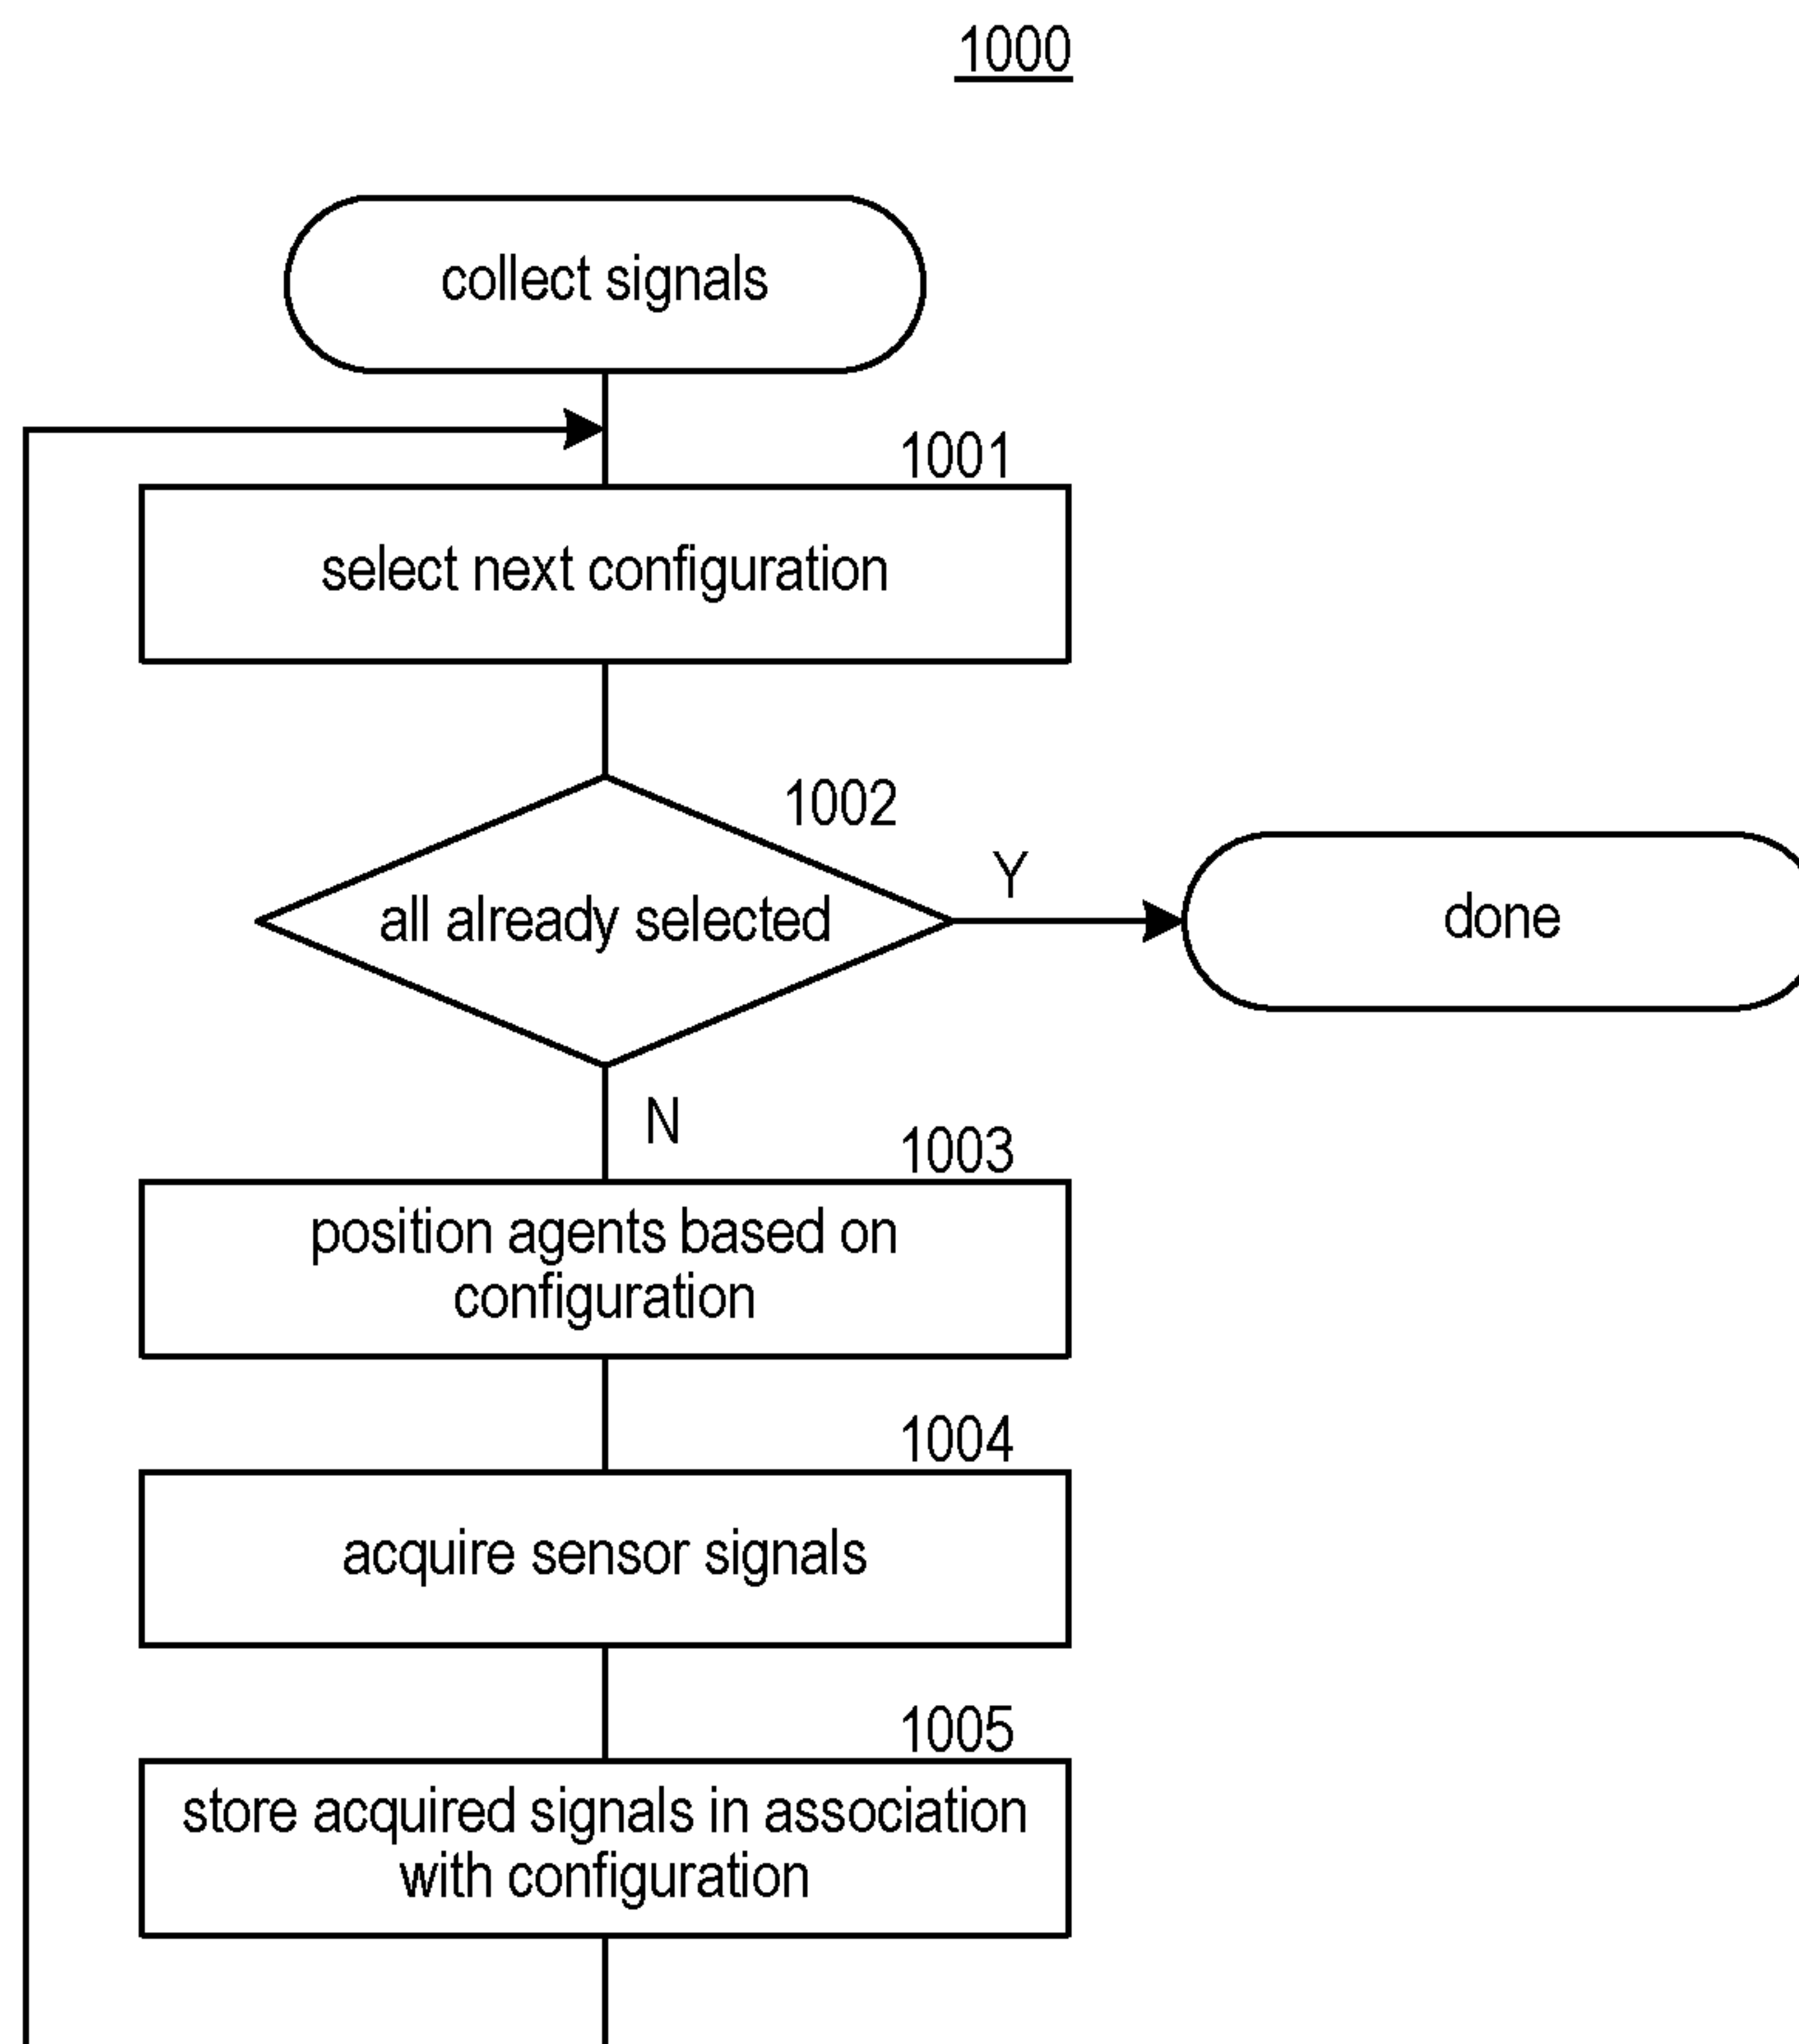 1000
collect signals
1001
select next configuration
1002
all already selected
Y
done
N
1003
position agents based on
configuration
1004
acquire sensor signals
1005
store acquired signals in association
with configuration